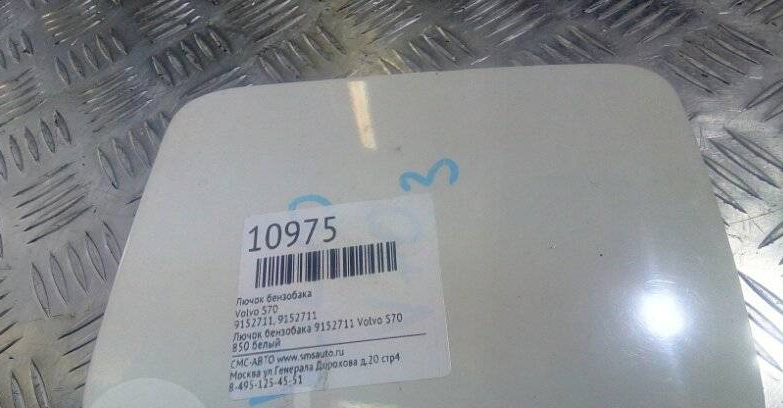 10975
Лючок бензобака
Volvo S70
9152711, 9152711
Лючок бензобака 9152711 Volvo S70
850 белый
СМС-АВТО www.smsauto.ru
Москва ул.Генерала Дорохова д.20 стр4
8-495-125-45-51